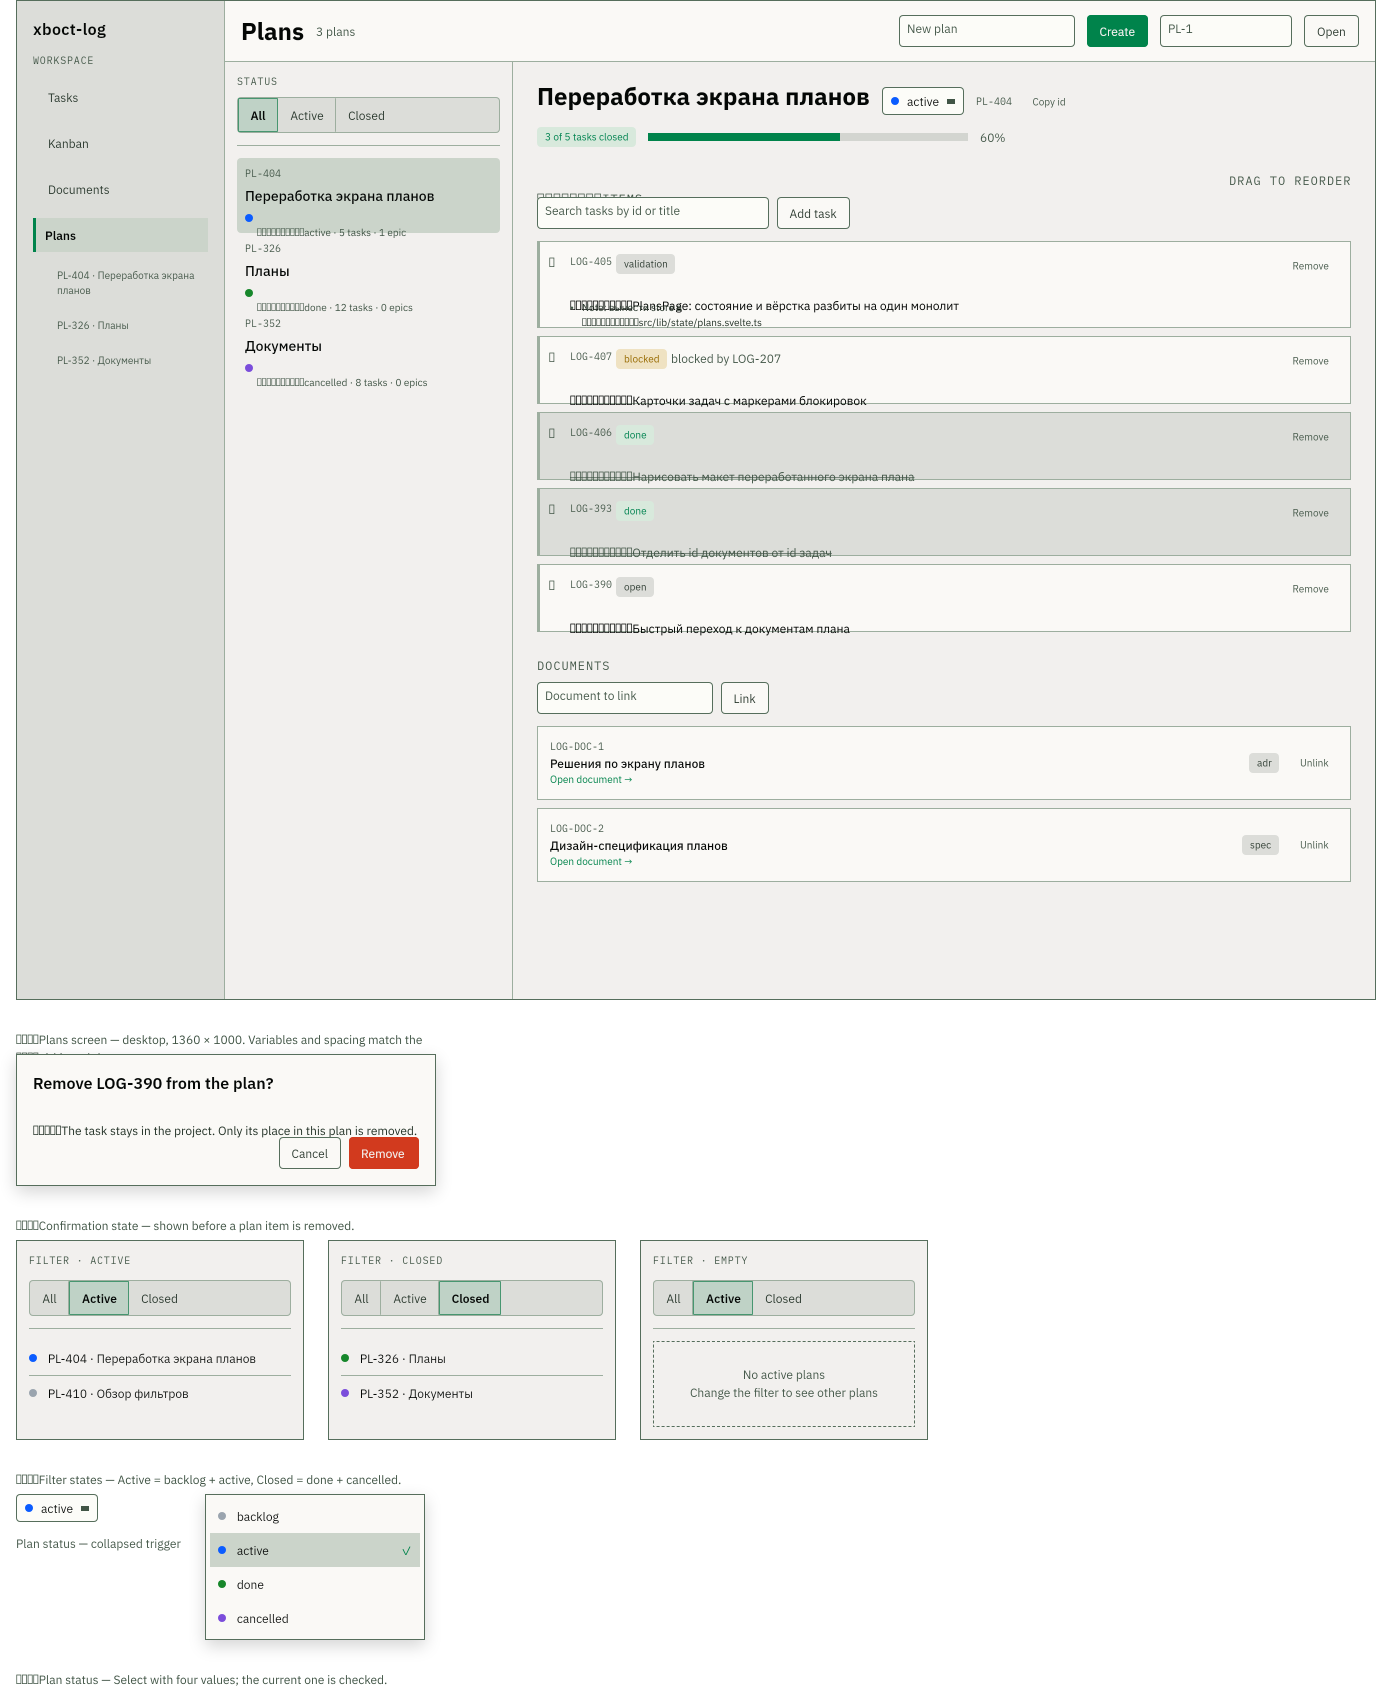 xboct-log
WORKSPACE
Tasks
Kanban
Documents
Plans
PL-404 · Переработка экрана
планов
PL-326 · Планы
PL-352 · Документы
Plans 3 plans
New plan
Create
PL-1
Open
STATUS
All Active Closed
PL-404
Переработка экрана планов
active · 5 tasks · 1 epic
PL-326
Планы
done · 12 tasks · 0 epics
PL-352
Документы
cancelled · 8 tasks · 0 epics
Переработка экрана планов active PL-404 Copy id
3 of 5 tasks closed 60%
DRAG TO REORDER
ITEMS
Search tasks by id or title
Add task
LOG-405 validation Remove
PlansPage: состояние и вёрстка разбиты на один монолит
src/lib/state/plans.svelte.ts
LOG-407 blocked blocked by LOG-207 Remove
Карточки задач с маркерами блокировок
LOG-406 done Remove
Нарисовать макет переработанного экрана плана
LOG-393 done Remove
Отделить id документов от id задач
LOG-390 open Remove
Быстрый переход к документам плана
DOCUMENTS
Document to link
Link
LOG-DOC-1
Решения по экрану планов
Open document →
adr Unlink
LOG-DOC-2
Дизайн-спецификация планов
Open document →
spec Unlink
Plans screen — desktop, 1360 × 1000. Variables and spacing match the
Remove LOG-390 from the plan?
The task stays in the project. Only its place in this plan is removed.
Cancel Remove
Confirmation state — shown before a plan item is removed.
FILTER · ACTIVE
All Active Closed
PL-404 · Переработка экрана планов
PL-410 · Обзор фильтров
FILTER · CLOSED
All Active Closed
PL-326 · Планы
PL-352 · Документы
FILTER · EMPTY
All Active Closed
No active plans
Change the filter to see other plans
Filter states — Active = backlog + active, Closed = done + cancelled.
active
Plan status — collapsed trigger
backlog
active ✓
done
cancelled
Plan status — Select with four values; the current one is checked.